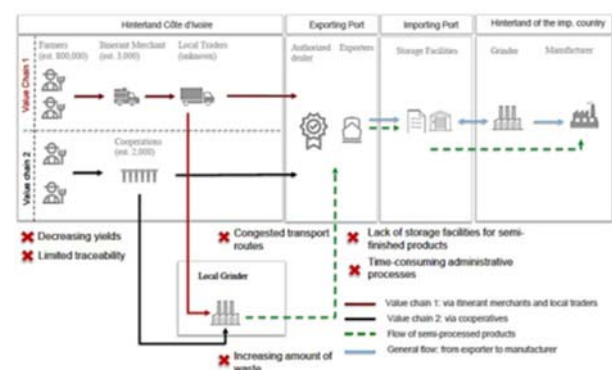 Hinterland Côte d'Ivoire
Exporting Port
Importing Port
Hinterland of the imp. country
Value Chain 1
Farmers
(est. 800,000)
Itinerant Merchant
(est. 3,000)
Local Traders
(unknown)
Authorized
dealer
Exporters
Storage Facilities
Grinder
Manufacturer
Value chain 2
Cooperations
(est. 2,000)
Decreasing yields
Limited traceability
Congested transport
routes
Lack of storage facilities for semi-
finished products
Time-consuming administrative
processes
Local Grinder
Increasing amount of
waste
Value chain 1: via itinerant merchants and local traders
Value chain 2: via cooperatives
Flow of semi-processed products
General flow: from exporter to manufacturer